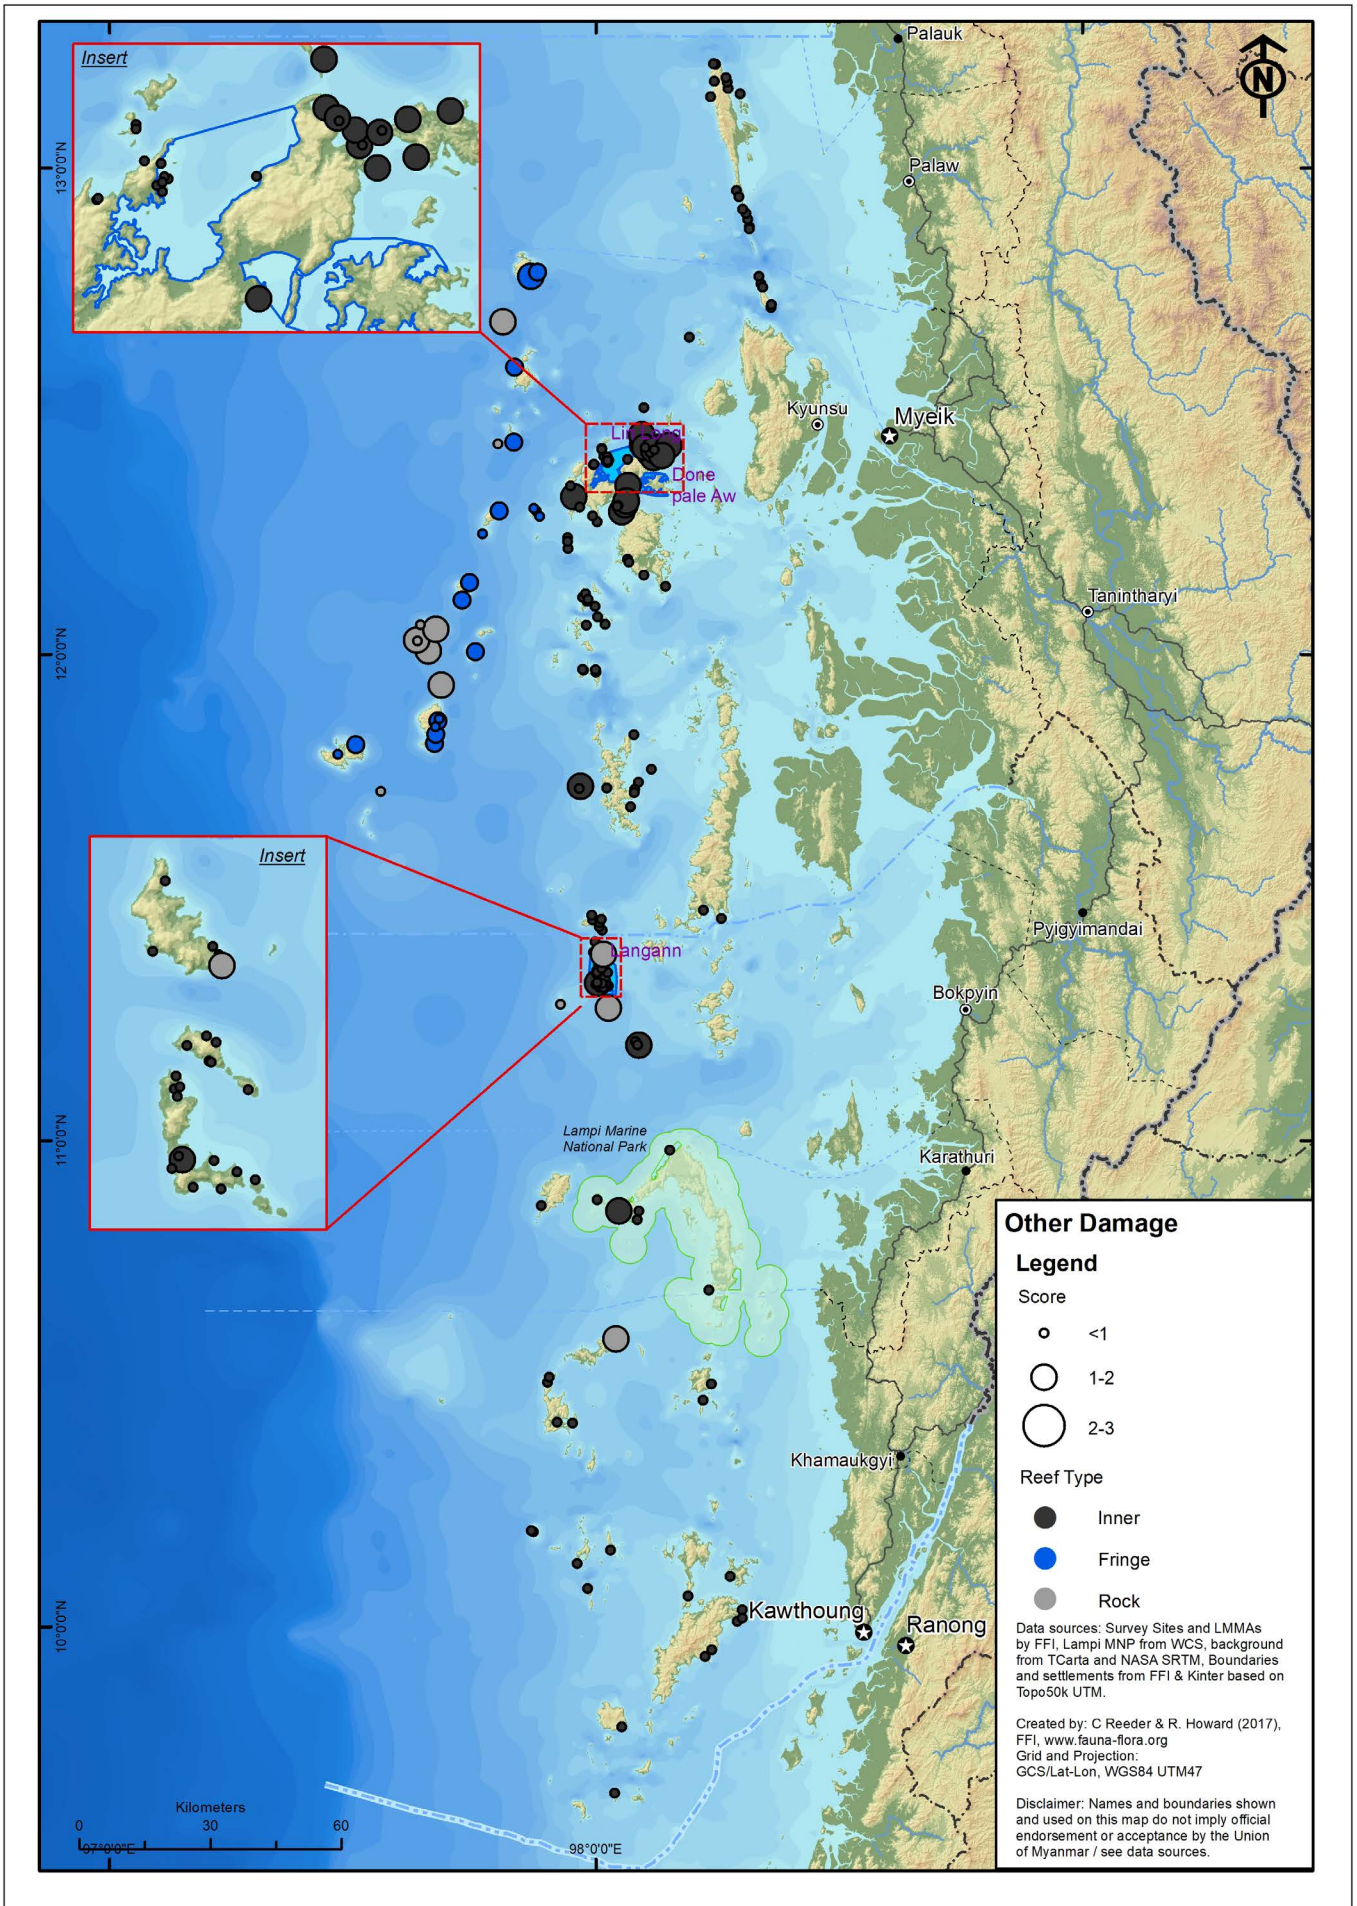 Insert
Palauk
N
13°0'0"N
Palaw
Kyunsu
Myeik
Lin Long
Done
pale Aw
Tanintharyi
12°0'0"N
Insert
Pyigyimandai
Langann
Bokpyin
Lampi Marine
National Park
11°0'0"N
Karathuri
Khamaukgyi
Kawthoung
Ranong
10°0'0"N
Kilometers
0 30 60
97°0'0"E
98°0'0"E
Other Damage
Legend
Score
<1
1-2
2-3
Reef Type
Inner
Fringe
Rock
Data sources: Survey Sites and LMMAs
by FFI, Lampi MNP from WCS, background
from TCarta and NASA SRTM, Boundaries
and settlements from FFI & Kinter based on
Topo50k UTM.
Created by: C Reeder & R. Howard (2017),
FFI, www.fauna-flora.org
Grid and Projection:
GCS/Lat-Lon, WGS84 UTM47
Disclaimer: Names and boundaries shown
and used on this map do not imply official
endorsement or acceptance by the Union
of Myanmar / see data sources.